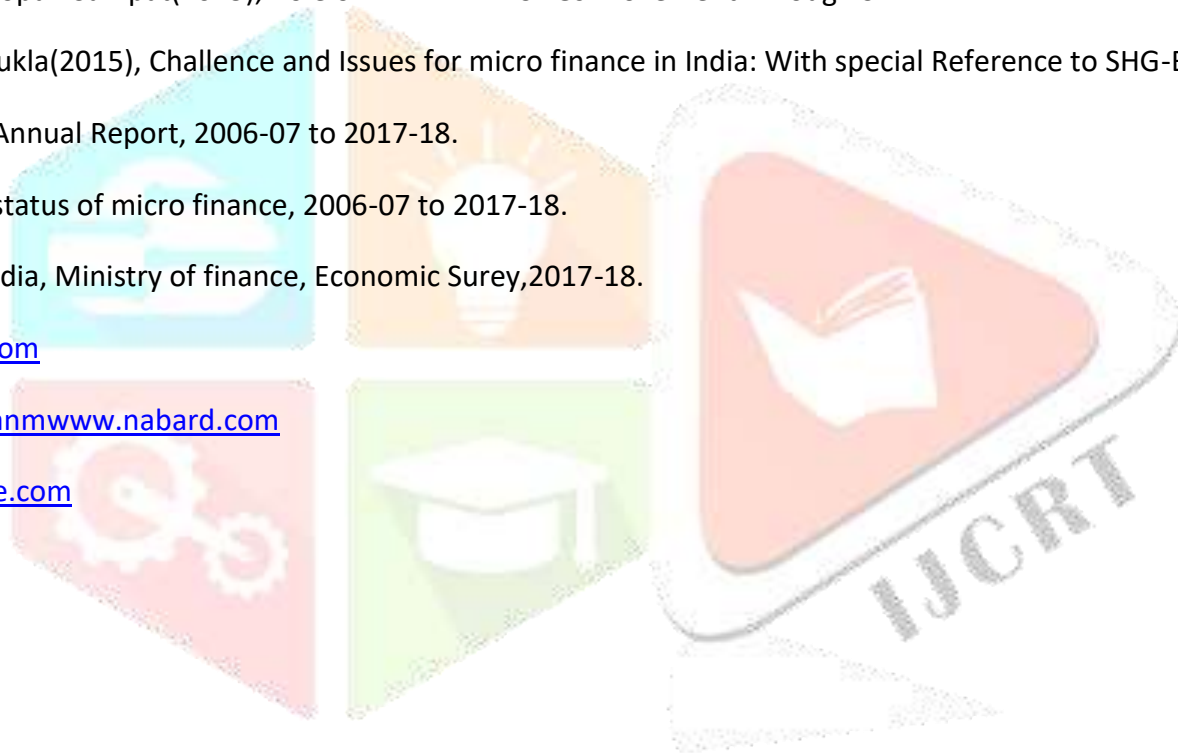 ukla(2015), Challence and Issues for micro finance in India: With special Reference to SHG-
Annual Report, 2006-07 to 2017-18.
status of micro finance, 2006-07 to 2017-18.
dia, Ministry of finance, Economic Surey,2017-18.
om
anmwww.nabard.com
e.com
IJCRT